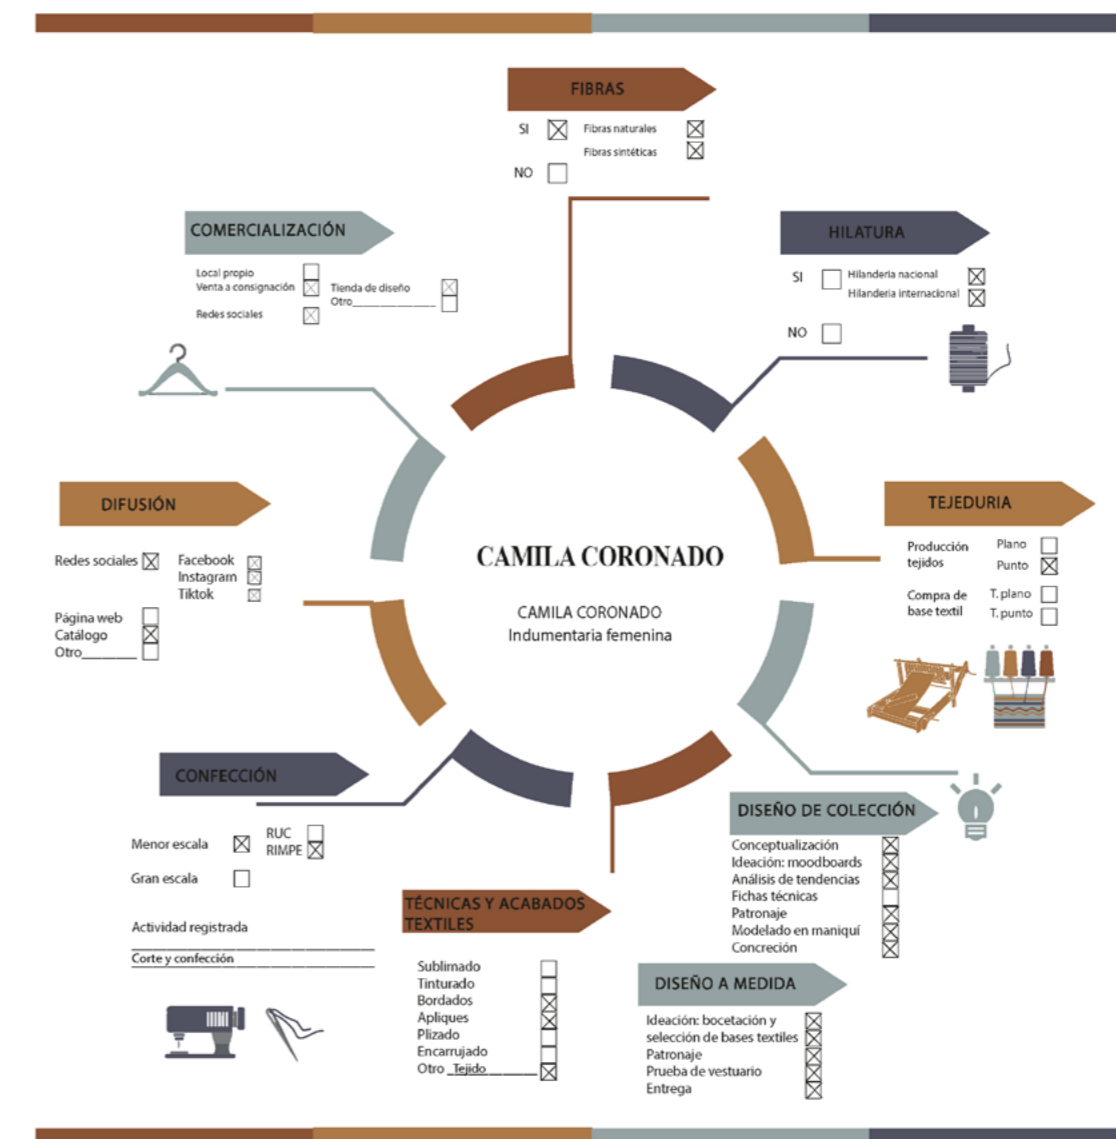 FIBRAS
SI Fibras naturales
Fibras sintéticas
NO
COMERCIALIZACIÓN
Local propio
Venta a consignación Tienda de diseño
Otro_______________
Redes sociales
HILATURA
SI Hilanderia nacional
Hilanderia internacional
NO
DIFUSIÓN
Redes sociales Facebook
Instagram
Tiktok
Página web
Catálogo
Otro________
TEJEDURIA
Producción tejidos Plano
Punto
Compra de base textil T. plano
T. punto
CAMILA CORONADO
CAMILA CORONADO
Indumentaria femenina
CONFECCIÓN
Menor escala RUC
RIMPE
Gran escala
Actividad registrada
Corte y confección
DISEÑO DE COLECCIÓN
Conceptualización
Ideación: moodboards
Análisis de tendencias
Fichas técnicas
Patronaje
Modelado en maniquí
Concreción
TÉCNICAS Y ACABADOS
TEXTILES
Sublimado
Tinturado
Bordados
Apliques
Plizado
Encarrujado
Otro _Tejido________
DISEÑO A MEDIDA
Ideación: bocetación y
selección de bases textiles
Patronaje
Prueba de vestuario
Entrega